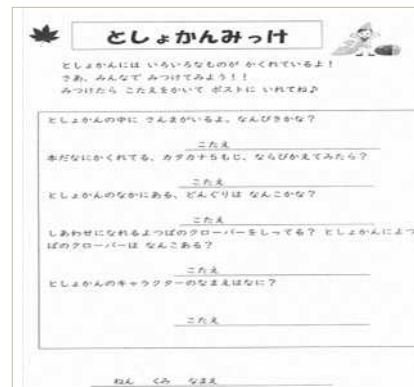 としょかんみっけ
としょかんには いろいろなものが かくれているよ！
さあ、みんなで みつけてみよう！！
みつけたら こたえをかいて ポストに いれてね♪
としょかんの中に さんまがいるよ、なんびきかな？
こたえ
本だなにかくれてる、カタカナ5もじ、ならびかえてみたら？
こたえ
としょかんのなかにある、どんぐりは なんこかな？
こたえ
しあわせになれるよつばのクローバーをしってる？ としょかんによつ
ばのクローバーは なんこある？
こたえ
としょかんのキャラクターのなまえはなに？
こたえ
ねん くみ なまえ